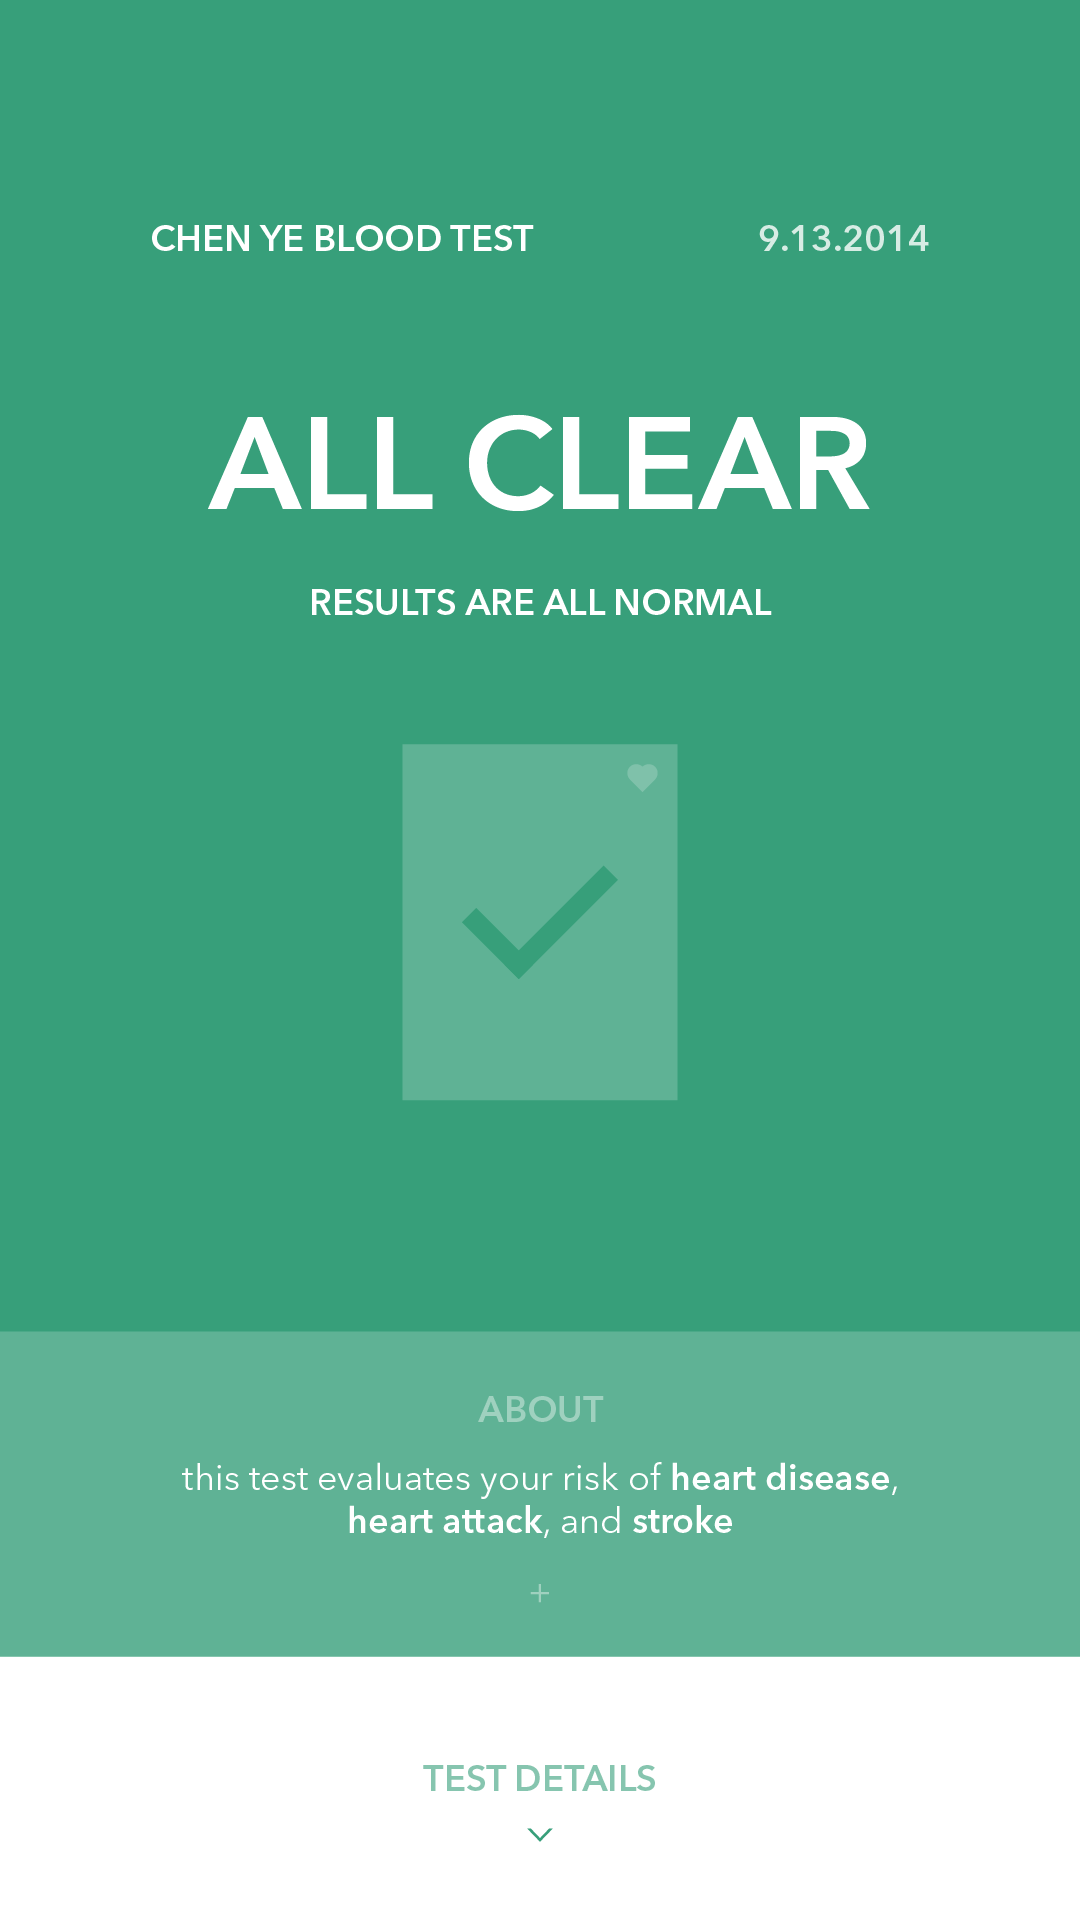 CHEN YE BLOOD TEST 9.13.2014
ALL CLEAR
RESULTS ARE ALL NORMAL
ABOUT
this test evaluates your risk of heart disease,
heart attack, and stroke
+
TEST DETAILS